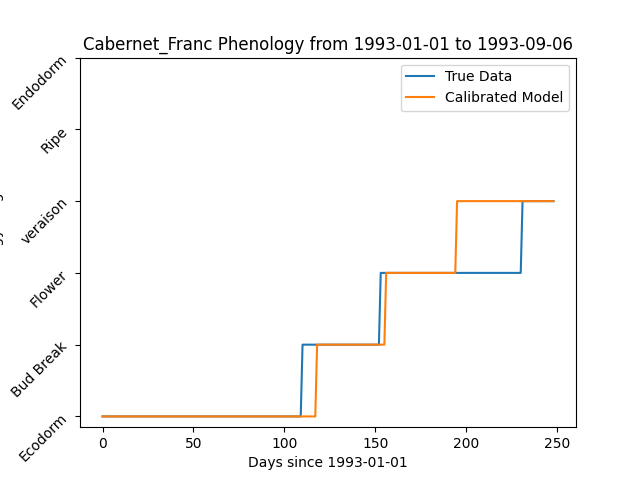 Cabernet_Franc Phenology from 1993-01-01 to 1993-09-06
True Data
Calibrated Model
Endodorm
Ripe
veraison
Flower
Bud Break
Ecodorm
0 50 100 150 200 250
Days since 1993-01-01